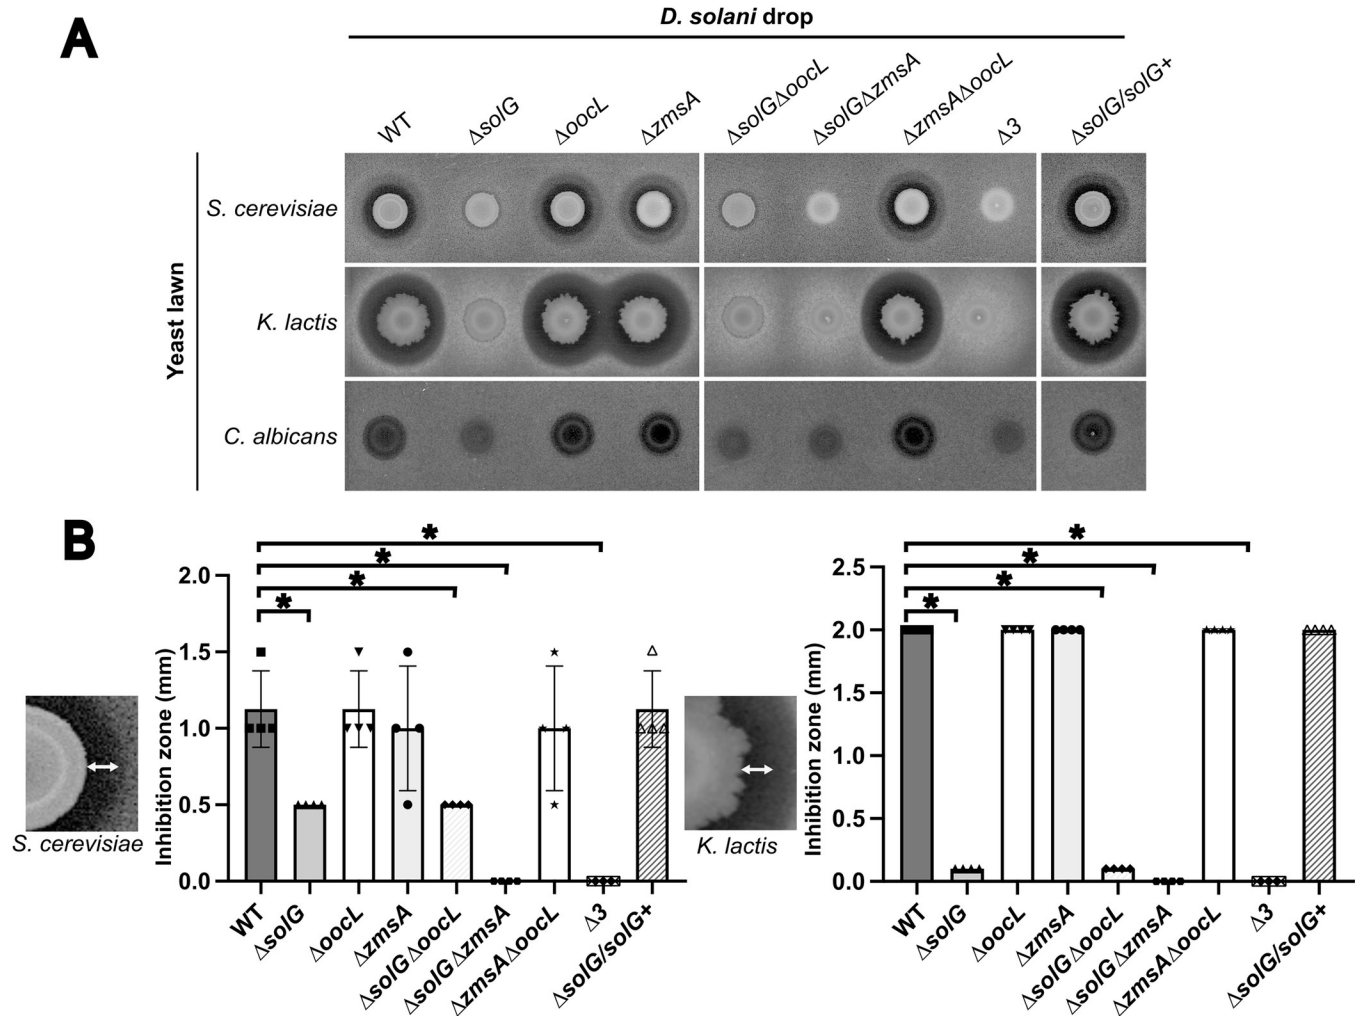 A
D. solani drop
WT
ΔsolG
ΔoocL
ΔzmsA
ΔsolGΔoocL
ΔsolGΔzmsA
ΔzmsAΔoocL
Δ3
ΔsolG/solG+
Yeast lawn
S. cerevisiae
K. lactis
C. albicans
B
S. cerevisiae
Inhibition zone (mm)
2.0
1.5
1.0
0.5
0.0
*
*
*
*
WT
ΔsolG
ΔoocL
ΔzmsA
ΔsolGΔoocL
ΔsolGΔzmsA
ΔzmsAΔoocL
Δ3
ΔsolG/solG+
K. lactis
Inhibition zone (mm)
2.5
2.0
1.5
1.0
0.5
0.0
*
*
*
*
WT
ΔsolG
ΔoocL
ΔzmsA
ΔsolGΔoocL
ΔsolGΔzmsA
ΔzmsAΔoocL
Δ3
ΔsolG/solG+